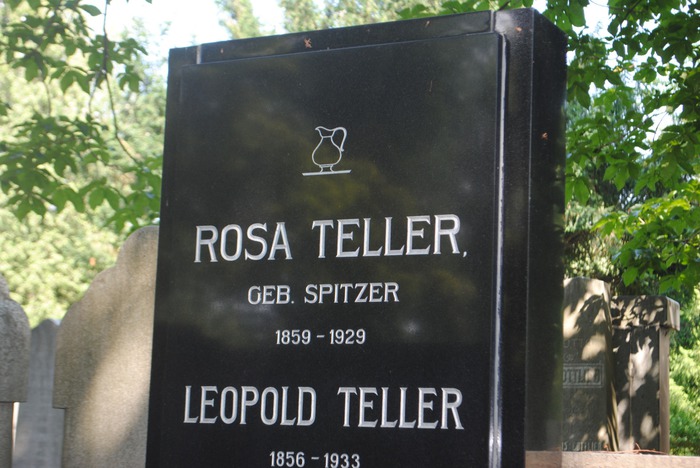 ROSA TELLER,
GEB. SPITZER
1859 – 1929
LEOPOLD TELLER
1856 – 1933